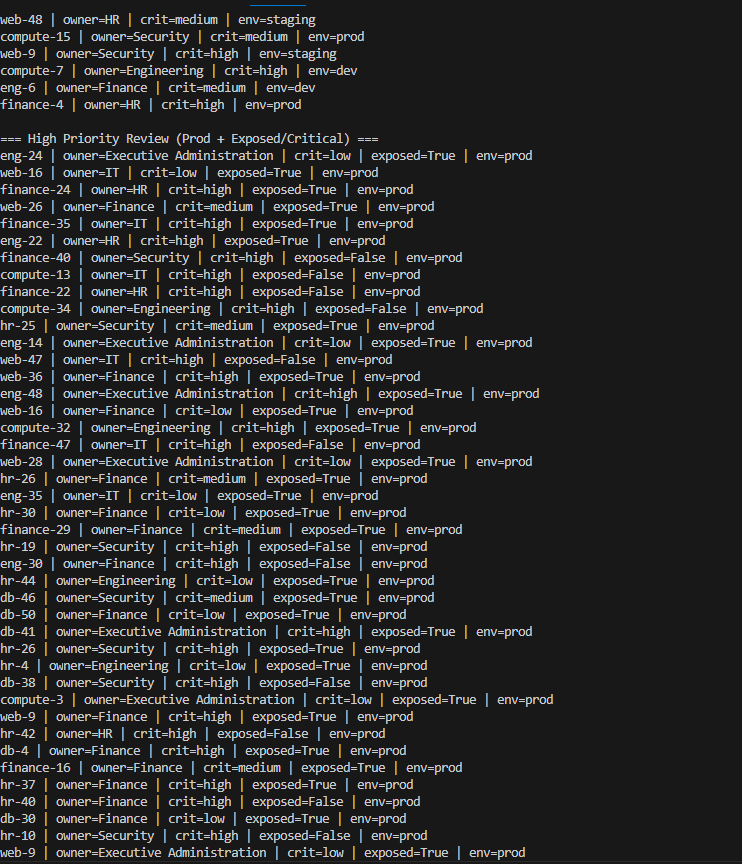 web-48 | owner=HR | crit=medium | env=staging
compute-15 | owner=Security | crit=medium | env=prod
web-9 | owner=Security | crit=high | env=staging
compute-7 | owner=Engineering | crit=high | env=dev
eng-6 | owner=Finance | crit=medium | env=dev
finance-4 | owner=HR | crit=high | env=prod
=== High Priority Review (Prod + Exposed/Critical) ===
eng-24 | owner=Executive Administration | crit=low | exposed=True | env=prod
web-16 | owner=IT | crit=low | exposed=True | env=prod
finance-24 | owner=HR | crit=high | exposed=True | env=prod
web-26 | owner=Finance | crit=medium | exposed=True | env=prod
finance-35 | owner=IT | crit=high | exposed=True | env=prod
eng-22 | owner=HR | crit=high | exposed=True | env=prod
finance-40 | owner=Security | crit=high | exposed=False | env=prod
compute-13 | owner=IT | crit=high | exposed=False | env=prod
finance-22 | owner=HR | crit=high | exposed=False | env=prod
compute-34 | owner=Engineering | crit=high | exposed=False | env=prod
hr-25 | owner=Security | crit=medium | exposed=True | env=prod
eng-14 | owner=Executive Administration | crit=low | exposed=True | env=prod
web-47 | owner=IT | crit=high | exposed=False | env=prod
web-36 | owner=Finance | crit=high | exposed=True | env=prod
eng-48 | owner=Executive Administration | crit=high | exposed=True | env=prod
web-16 | owner=Finance | crit=low | exposed=True | env=prod
compute-32 | owner=Engineering | crit=high | exposed=True | env=prod
finance-47 | owner=IT | crit=high | exposed=False | env=prod
web-28 | owner=Executive Administration | crit=low | exposed=True | env=prod
hr-26 | owner=Finance | crit=medium | exposed=True | env=prod
eng-35 | owner=IT | crit=low | exposed=True | env=prod
hr-30 | owner=Finance | crit=low | exposed=True | env=prod
finance-29 | owner=Finance | crit=medium | exposed=True | env=prod
hr-19 | owner=Security | crit=high | exposed=False | env=prod
eng-30 | owner=Finance | crit=high | exposed=False | env=prod
hr-44 | owner=Engineering | crit=low | exposed=True | env=prod
db-46 | owner=Security | crit=medium | exposed=True | env=prod
db-50 | owner=Finance | crit=low | exposed=True | env=prod
db-41 | owner=Executive Administration | crit=high | exposed=True | env=prod
hr-26 | owner=Security | crit=high | exposed=True | env=prod
hr-4 | owner=Engineering | crit=low | exposed=True | env=prod
db-38 | owner=Security | crit=high | exposed=False | env=prod
compute-3 | owner=Executive Administration | crit=low | exposed=True | env=prod
web-9 | owner=Finance | crit=high | exposed=True | env=prod
hr-42 | owner=HR | crit=high | exposed=False | env=prod
db-4 | owner=Finance | crit=high | exposed=True | env=prod
finance-16 | owner=Finance | crit=medium | exposed=True | env=prod
hr-37 | owner=Finance | crit=high | exposed=True | env=prod
hr-40 | owner=Finance | crit=high | exposed=False | env=prod
db-30 | owner=Finance | crit=low | exposed=True | env=prod
hr-10 | owner=Security | crit=high | exposed=False | env=prod
web-9 | owner=Executive Administration | crit=low | exposed=True | env=prod